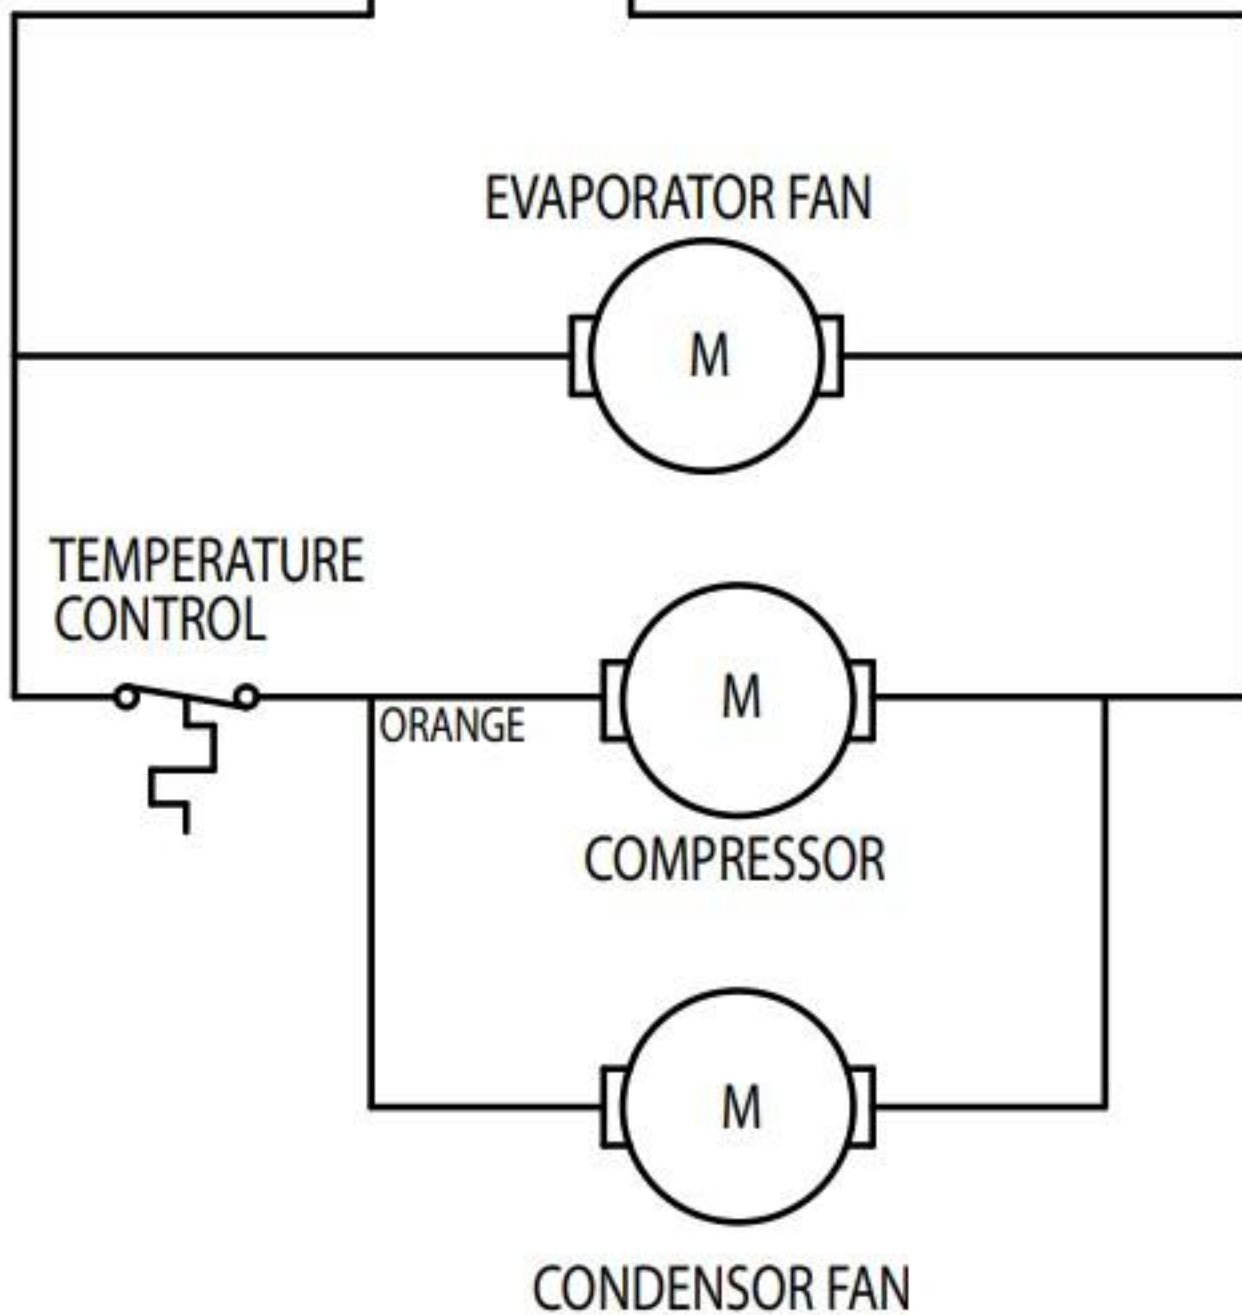 EVAPORATOR FAN
M
TEMPERATURE
CONTROL
M
ORANGE
COMPRESSOR
M
CONDENSOR FAN